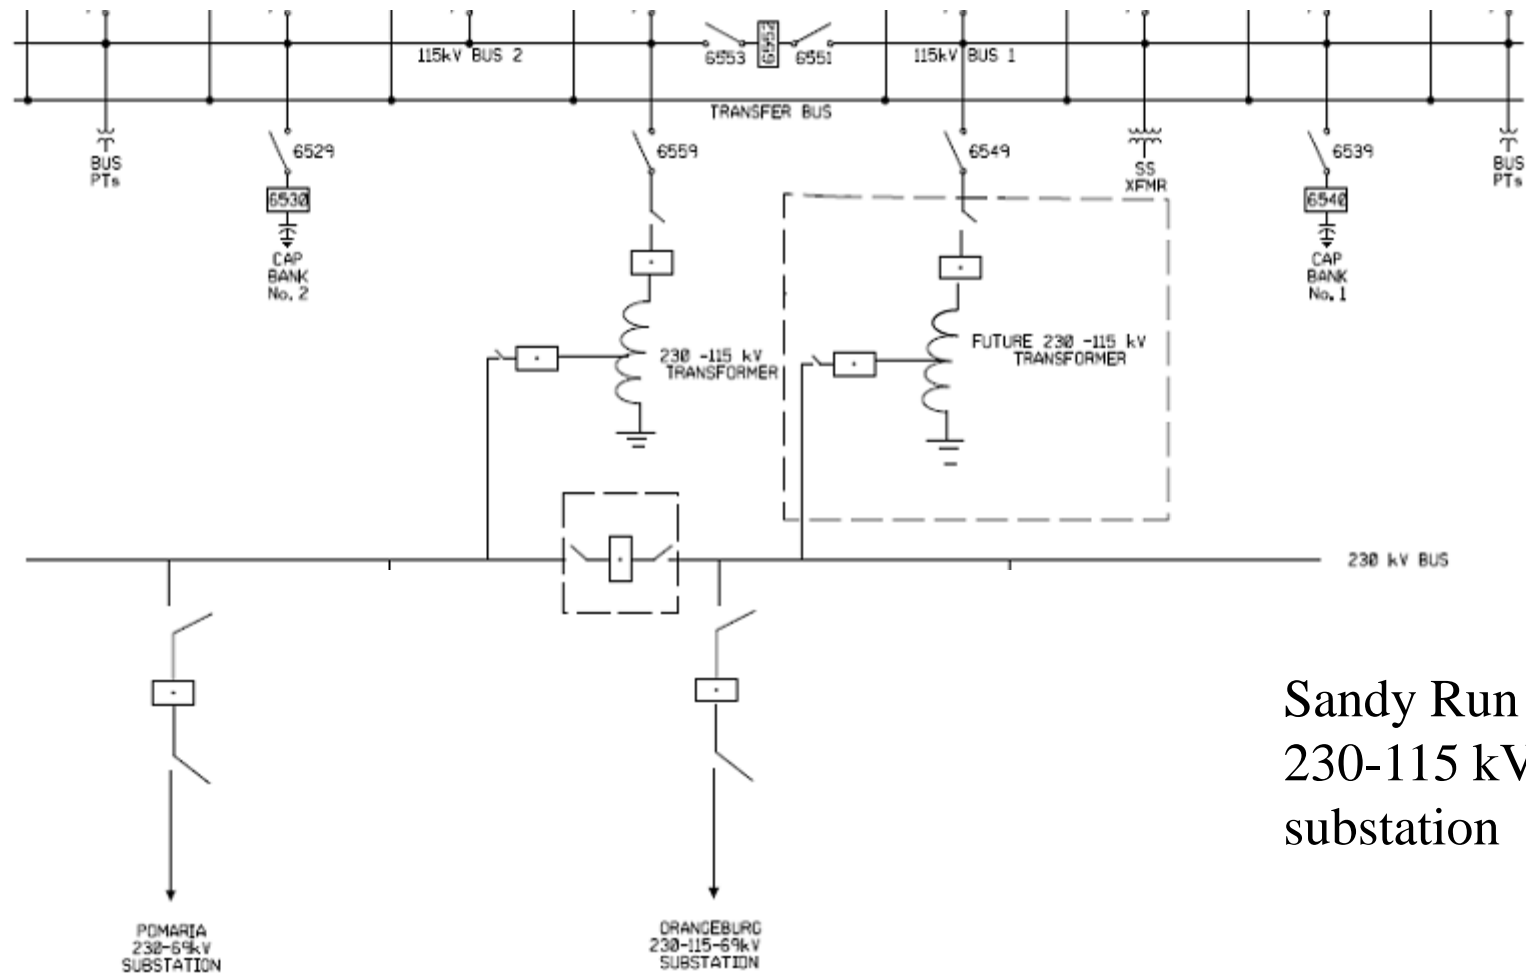 6553
6552
6551
115kV BUS 2
115kV BUS 1
TRANSFER BUS
BUS
PTs
6529
6530
CAP
BANK
No. 2
6559
6549
SS
XFMR
6539
6540
CAP
BANK
No. 1
BUS
PTs
230 -115 kV
TRANSFORMER
FUTURE 230 -115 kV
TRANSFORMER
230 kV BUS
Sandy Run
230-115 kV
substation
POMARIA
230-69kV
SUBSTATION
ORANGEBURG
230-115-69kV
SUBSTATION